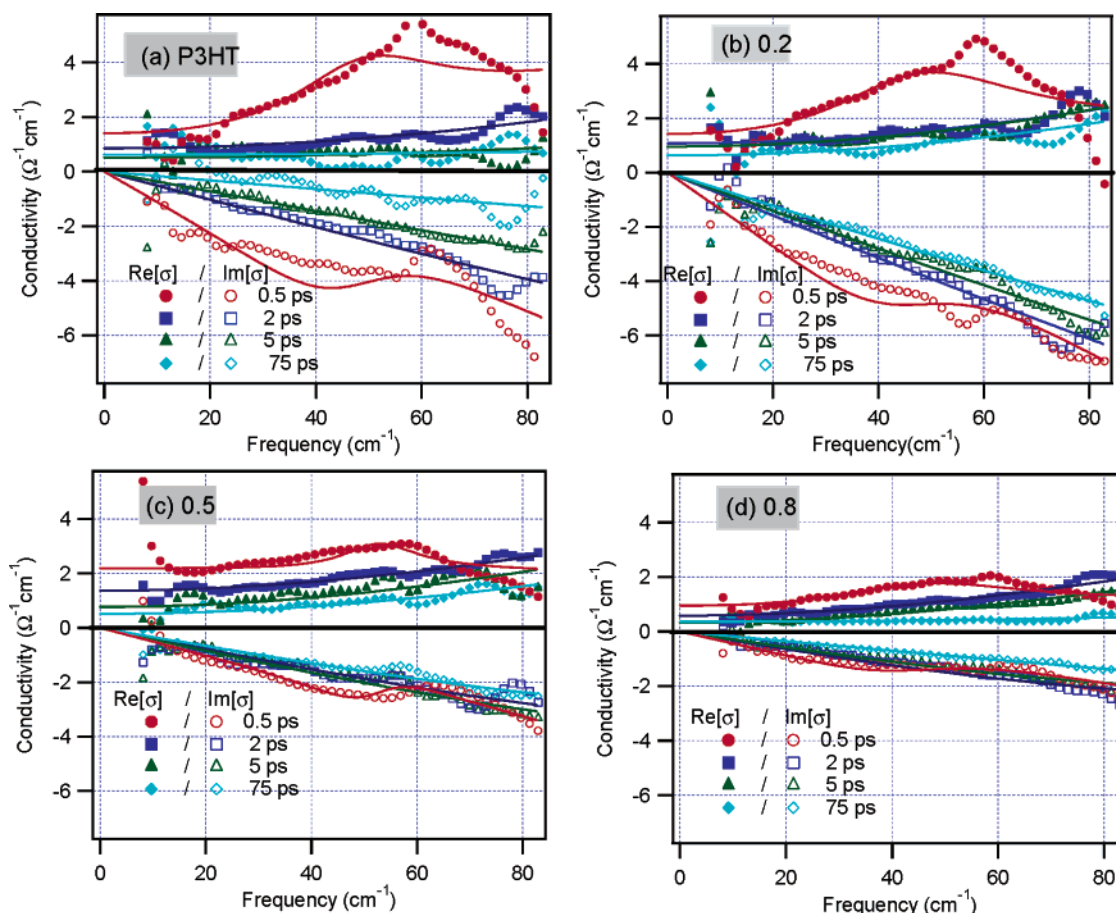 (a) P3HT
Conductivity (Ω⁻¹cm⁻¹)
4
2
0
-2
-4
-6
Re[σ] / Im[σ]
/ 0.5 ps
/ 2 ps
/ 5 ps
/ 75 ps
0 20 40 60 80
Frequency (cm⁻¹)
(b) 0.2
Conductivity (Ω⁻¹cm⁻¹)
4
2
0
-2
-4
-6
Re[σ] / Im[σ]
/ 0.5 ps
/ 2 ps
/ 5 ps
/ 75 ps
0 20 40 60 80
Frequency(cm⁻¹)
(c) 0.5
Conductivity (Ω⁻¹cm⁻¹)
4
2
0
-2
-4
-6
Re[σ] / Im[σ]
/ 0.5 ps
/ 2 ps
/ 5 ps
/ 75 ps
0 20 40 60 80
Frequency (cm⁻¹)
(d) 0.8
Conductivity (Ω⁻¹cm⁻¹)
4
2
0
-2
-4
-6
Re[σ] / Im[σ]
/ 0.5 ps
/ 2 ps
/ 5 ps
/ 75 ps
0 20 40 60 80
Frequency (cm⁻¹)